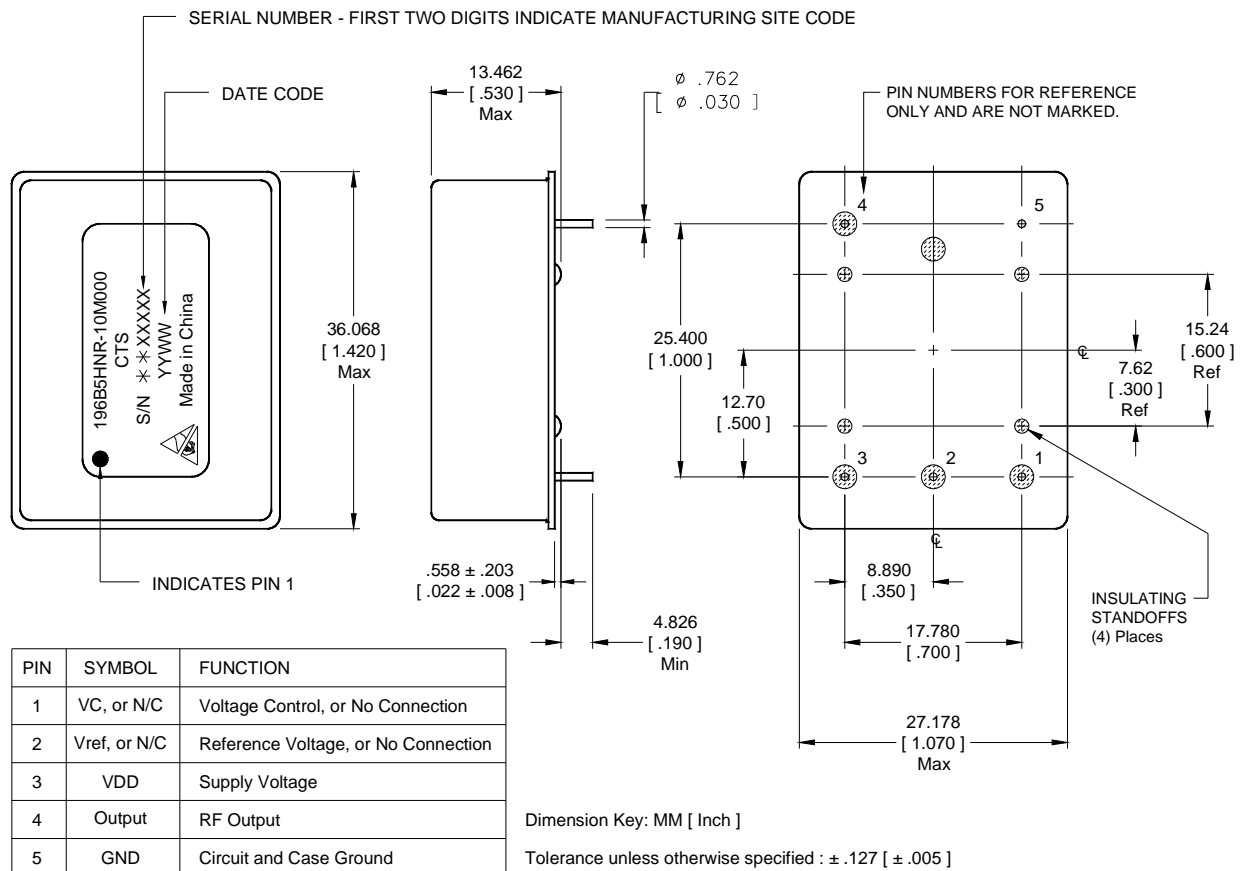 SERIAL NUMBER - FIRST TWO DIGITS INDICATE MANUFACTURING SITE CODE
DATE CODE
13.462
[ .530 ]
Max
ø .762
[ ø .030 ]
PIN NUMBERS FOR REFERENCE
ONLY AND ARE NOT MARKED.
196B5HNR-10M000
CTS
S/N **XXXXX
YYWW
Made in China
36.068
[ 1.420 ]
Max
INDICATES PIN 1
.558 ± .203
[ .022 ± .008 ]
4.826
[ .190 ]
Min
4
5
25.400
[ 1.000 ]
12.70
[ .500 ]
15.24
[ .600 ]
Ref
7.62
[ .300 ]
Ref
℄
3
2
1
℄
8.890
[ .350 ]
17.780
[ .700 ]
27.178
[ 1.070 ]
Max
INSULATING
STANDOFFS
(4) Places
PIN SYMBOL FUNCTION
1 VC, or N/C Voltage Control, or No Connection
2 Vref, or N/C Reference Voltage, or No Connection
3 VDD Supply Voltage
4 Output RF Output
5 GND Circuit and Case Ground
Dimension Key: MM [ Inch ]
Tolerance unless otherwise specified : ± .127 [ ± .005 ]